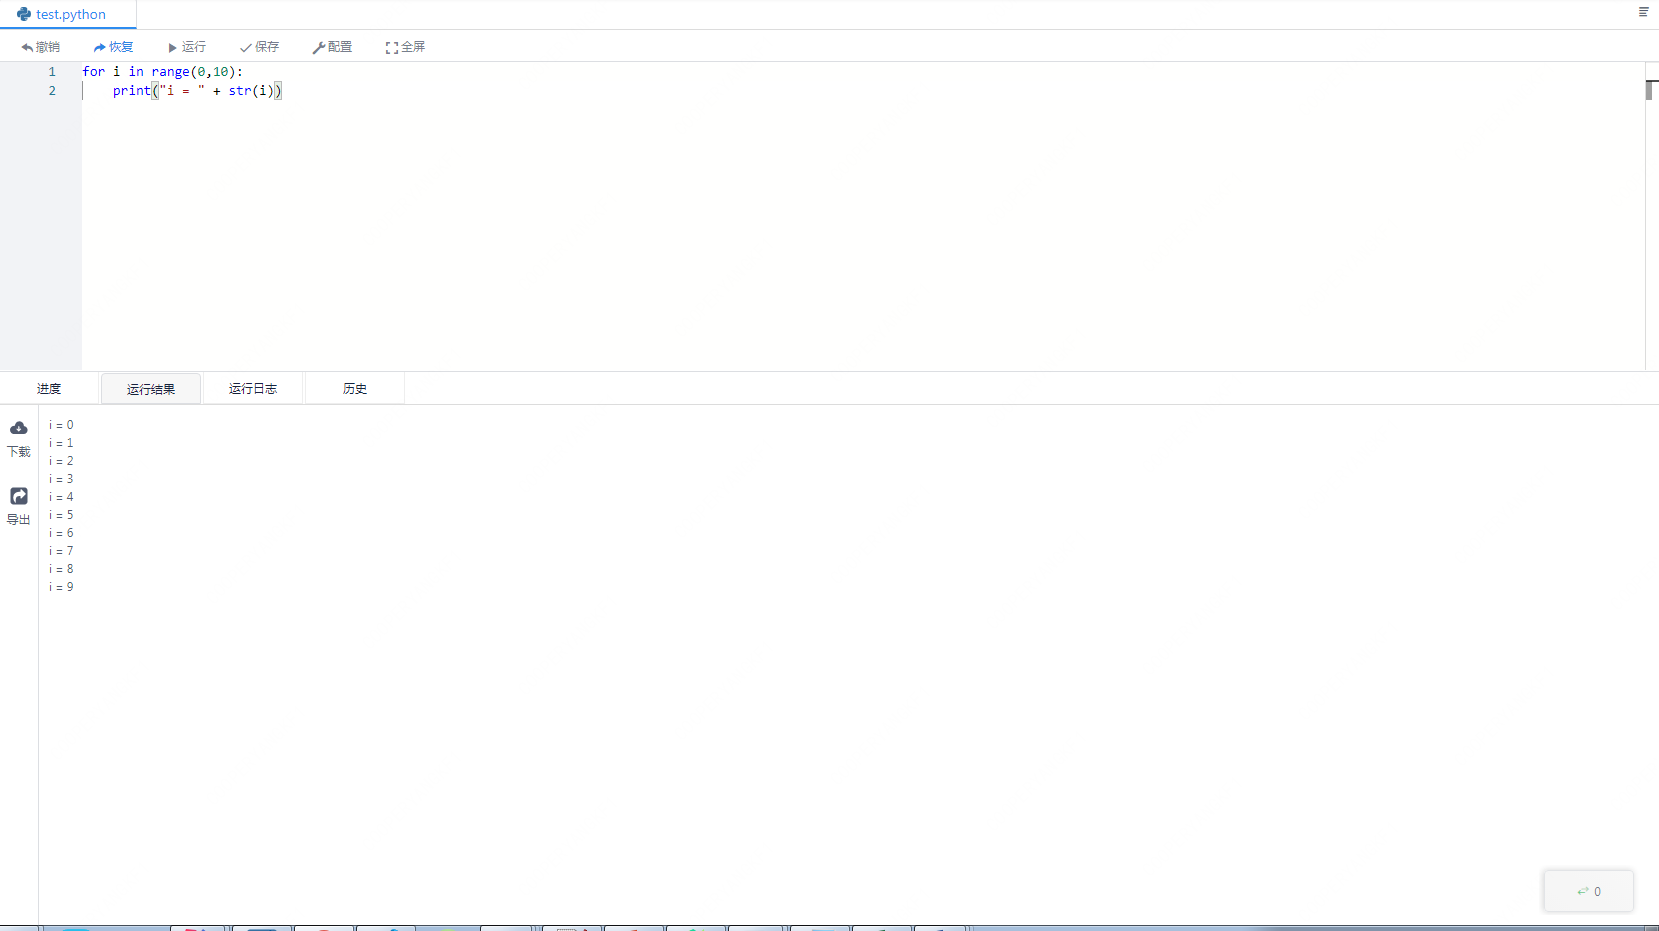 test.python
撤销 恢复 运行 保存 配置 全屏
1 for i in range(0,10):
2 print("i = " + str(i))
进度 运行结果 运行日志 历史
下载
导出
i = 0
i = 1
i = 2
i = 3
i = 4
i = 5
i = 6
i = 7
i = 8
i = 9
0